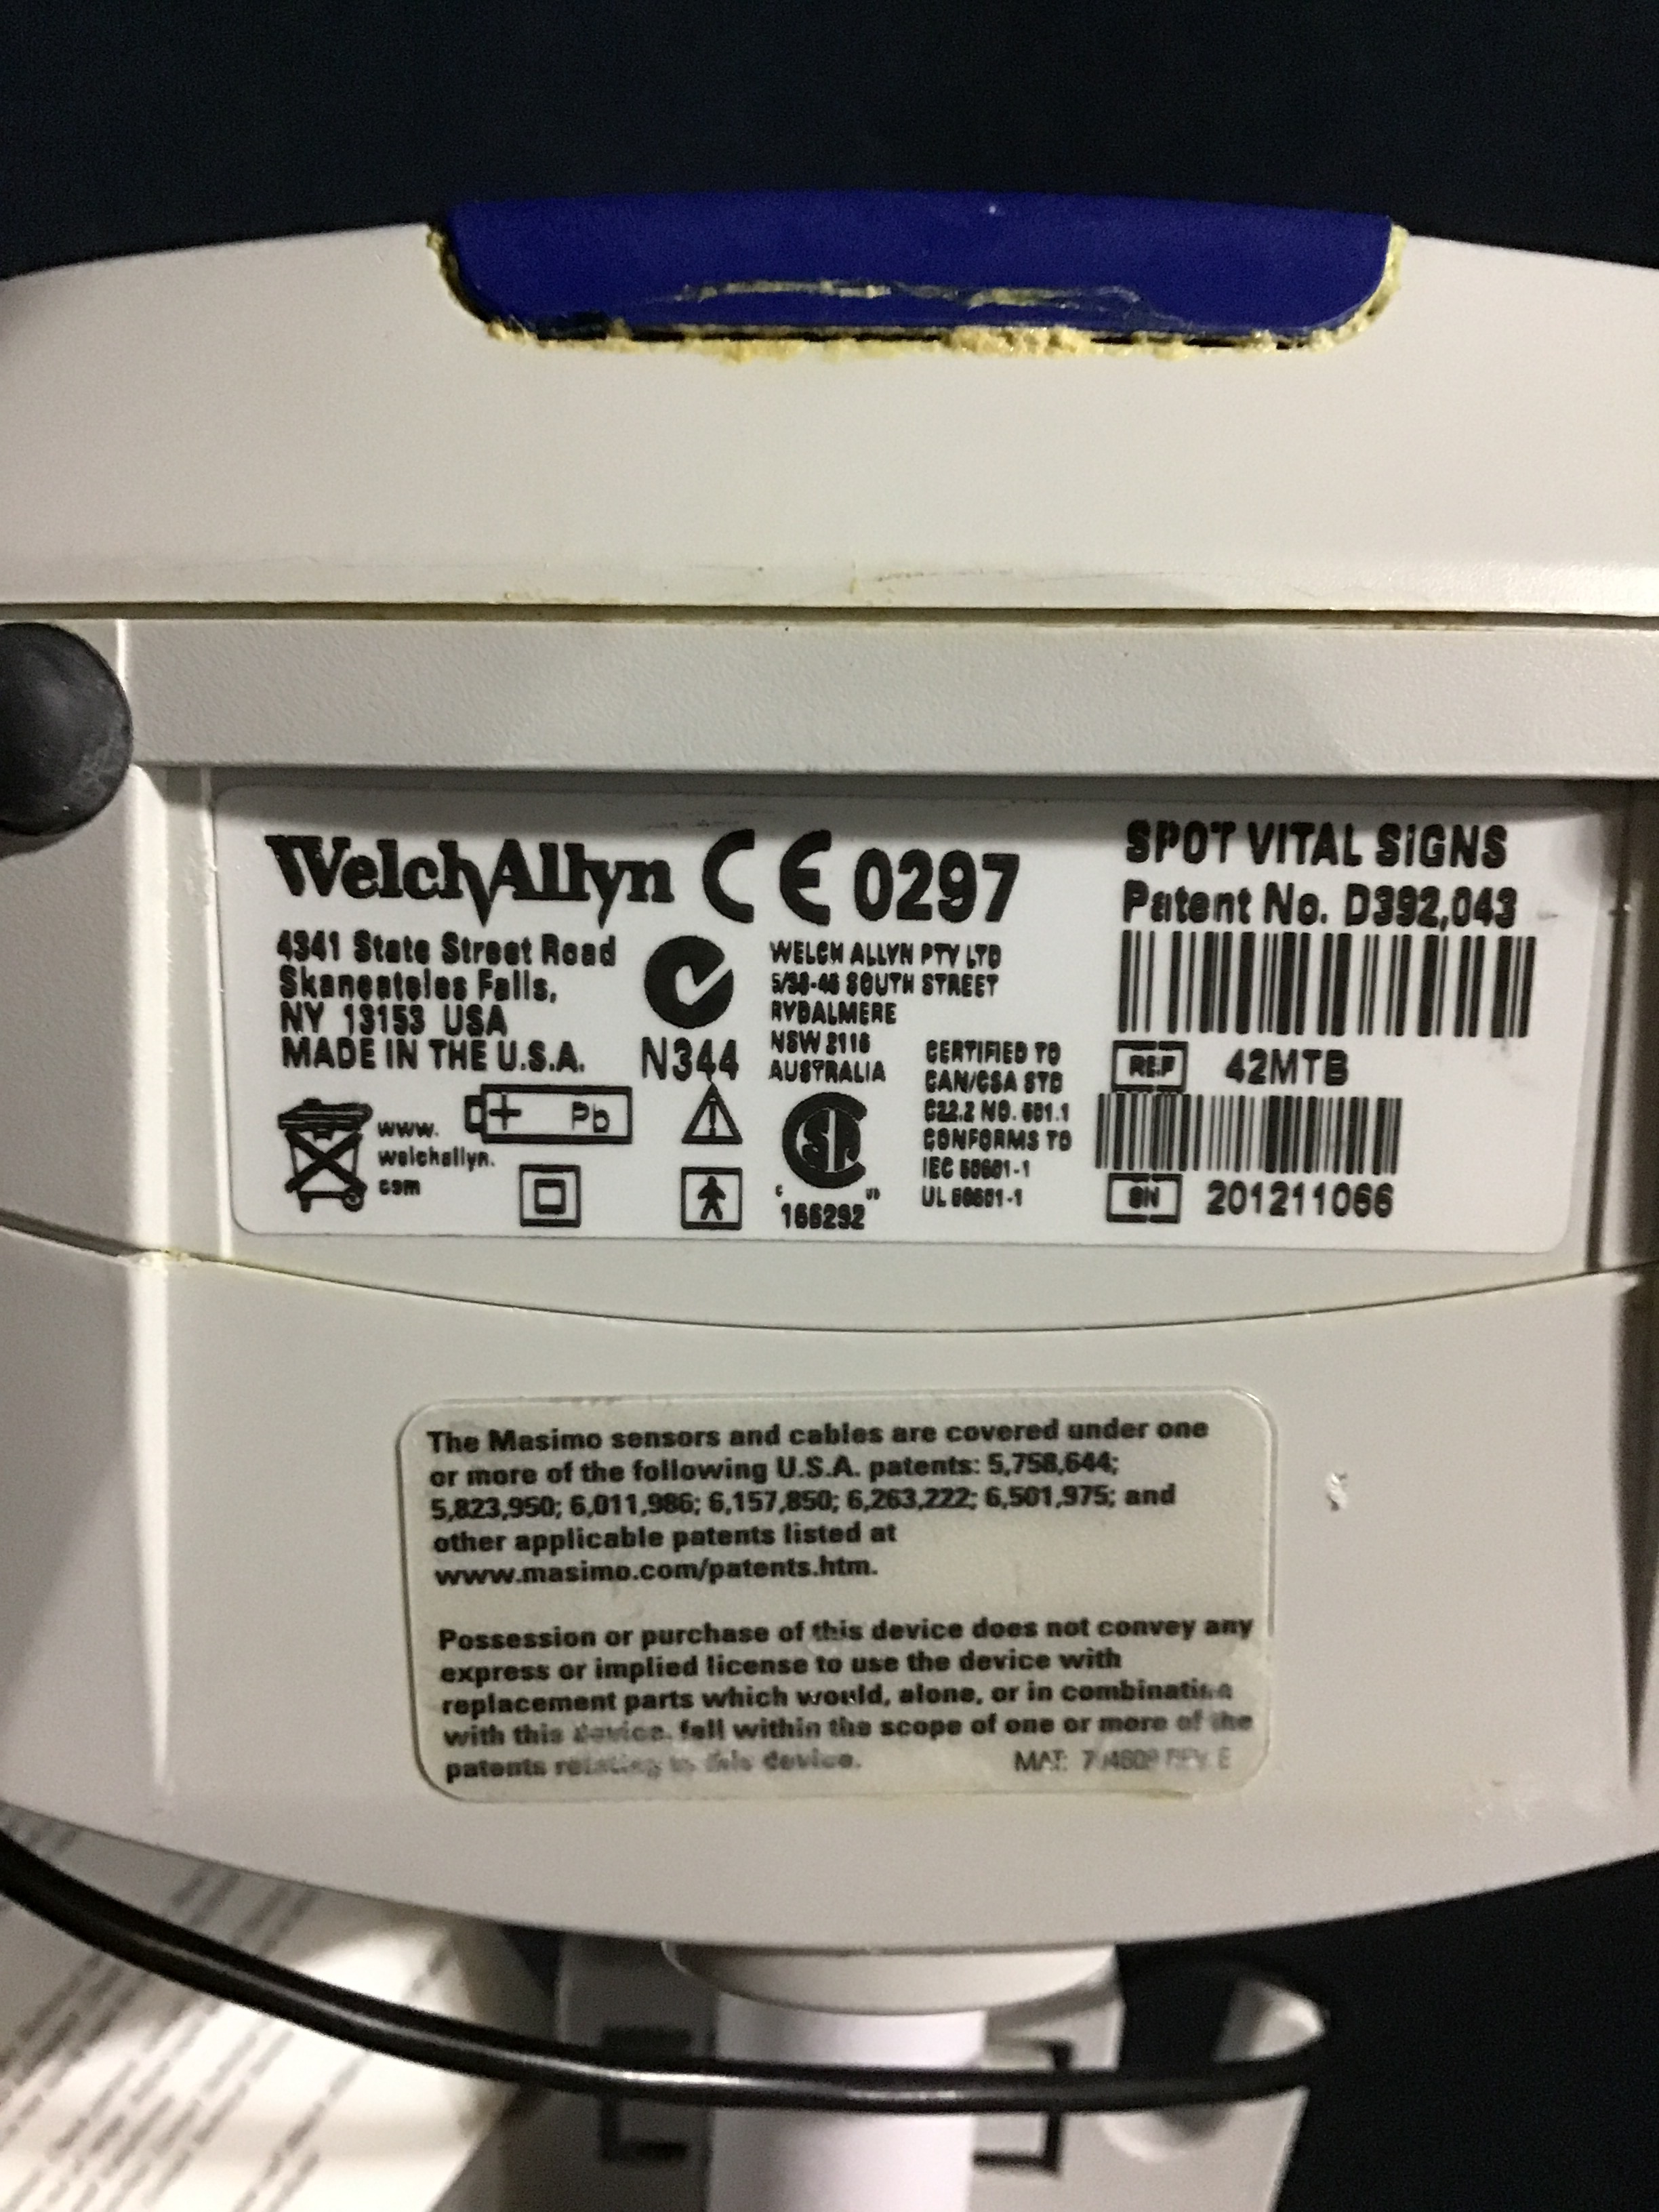 WelchAllyn CE 0297
4341 State Street Road
Skaneateles Falls,
NY 13153 USA
MADE IN THE U.S.A.
N344
WELCH ALLYN PTY LTD
5/38-46 SOUTH STREET
RYDALMERE
NSW 2116
AUSTRALIA
www.
welchallyn.
com
Pb
C US
166292
CERTIFIED TO
CAN/CSA STD
C22.2 NO. 601.1
CONFORMS TO
IEC 60601-1
UL 60601-1
SPOT VITAL SIGNS
Patent No. D392,043
REF 42MTB
SN 201211066
The Masimo sensors and cables are covered under one
or more of the following U.S.A. patents: 5,758,644;
5,823,950; 6,011,986; 6,157,850; 6,263,222; 6,501,975; and
other applicable patents listed at
www.masimo.com/patents.htm.
Possession or purchase of this device does not convey any
express or implied license to use the device with
replacement parts which would, alone, or in combination
with this device, fall within the scope of one or more of the
patents relating to this device.
MAT: REV. E